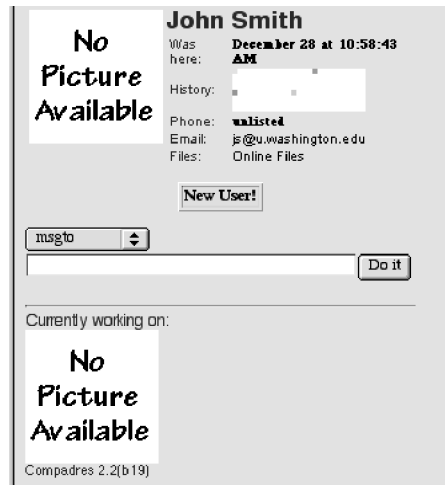 No
Picture
Available
John Smith
Was here: December 28 at 10:58:43 AM
History:
Phone: unlisted
Email: js@u.washington.edu
Files: Online Files
New User!
msgto
Do it
Currently working on:
No
Picture
Available
Compadres 2.2(b19)